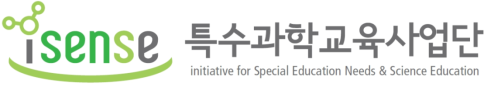 isense 특수과학교육사업단
initiative for Special Education Needs & Science Education